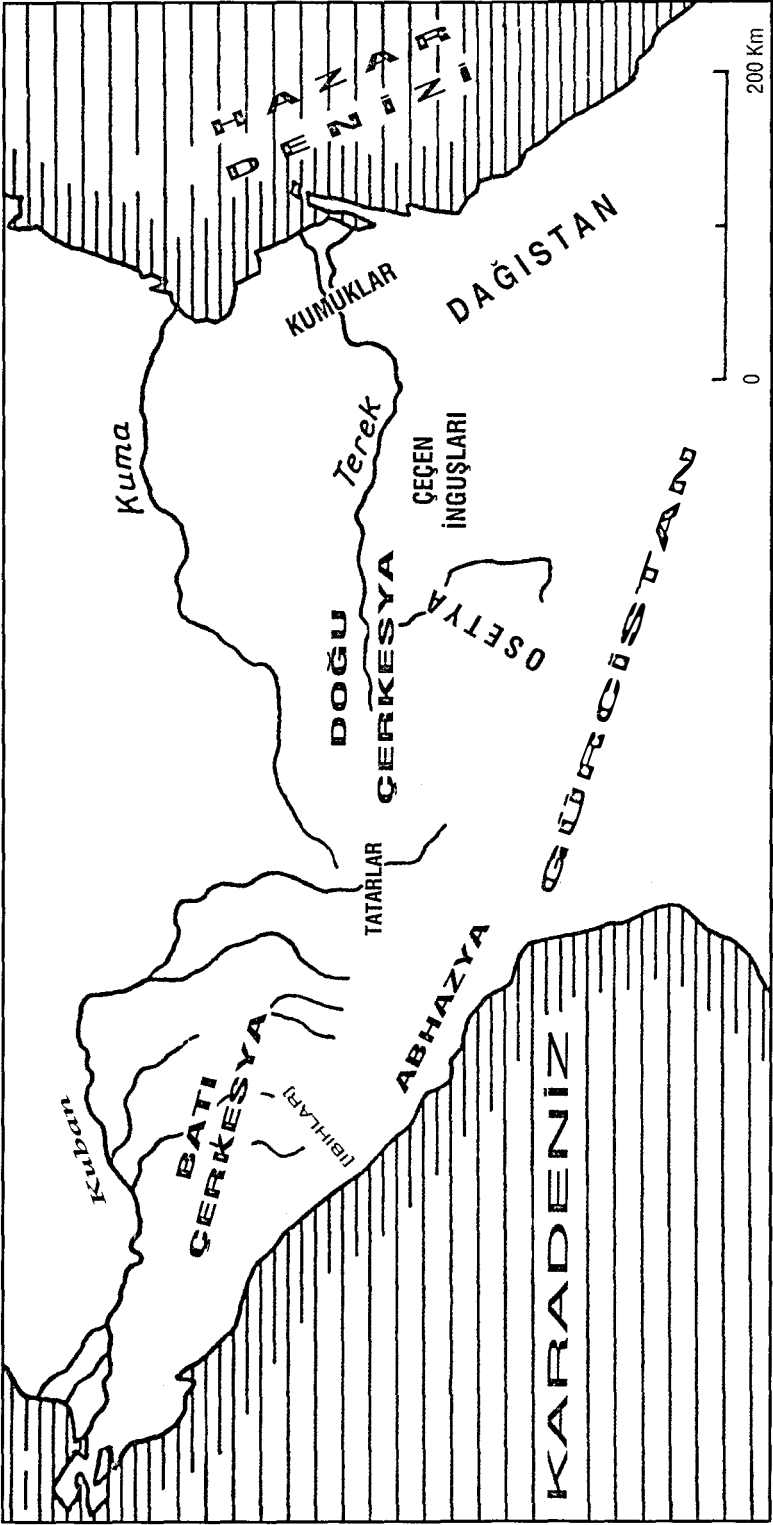 HAZAR
DENİZİ
Kuma
KUMUKLAR
Terek
DAĞISTAN
ÇEÇEN
İNGUŞLARI
DOĞU
ÇERKESYA
OSETYA
GÜRCİSTAN
TATARLAR
Kuban
BATI
ÇERKESYA
(IBIHLAR)
ABHAZYA
KARADENİZ
0
200 Km